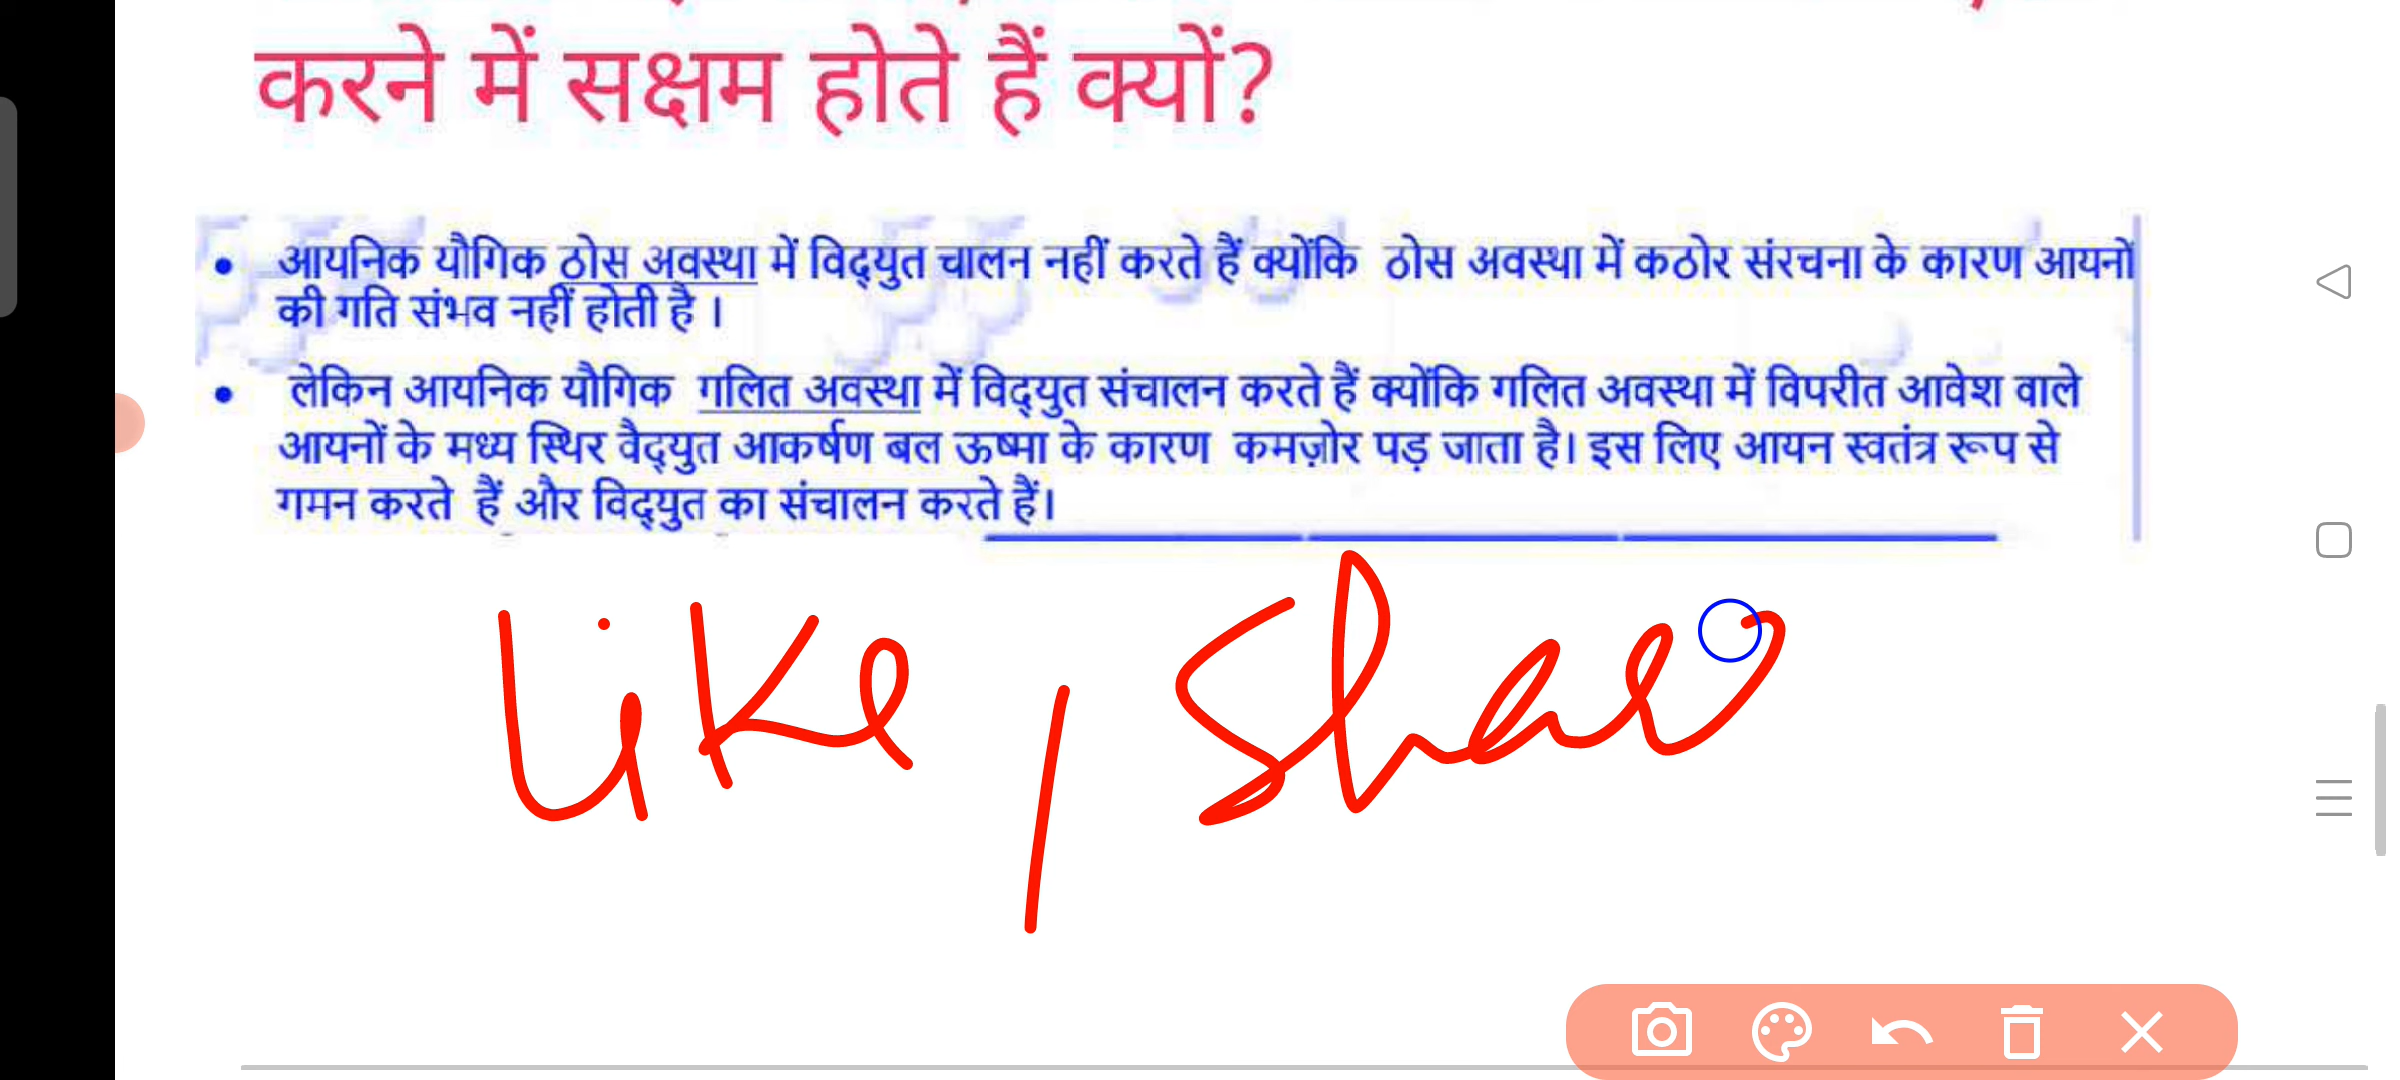 करने में सक्षम होते हैं क्यों?
• आयनिक यौगिक ठोस अवस्था में विद्युत चालन नहीं करते हैं क्योंकि ठोस अवस्था में कठोर संरचना के कारण आयनों
की गति संभव नहीं होती है ।
• लेकिन आयनिक यौगिक गलित अवस्था में विद्युत संचालन करते हैं क्योंकि गलित अवस्था में विपरीत आवेश वाले
आयनों के मध्य स्थिर वैद्युत आकर्षण बल ऊष्मा के कारण कमज़ोर पड़ जाता है। इस लिए आयन स्वतंत्र रूप से
गमन करते हैं और विद्युत का संचालन करते हैं।
Like, Shae